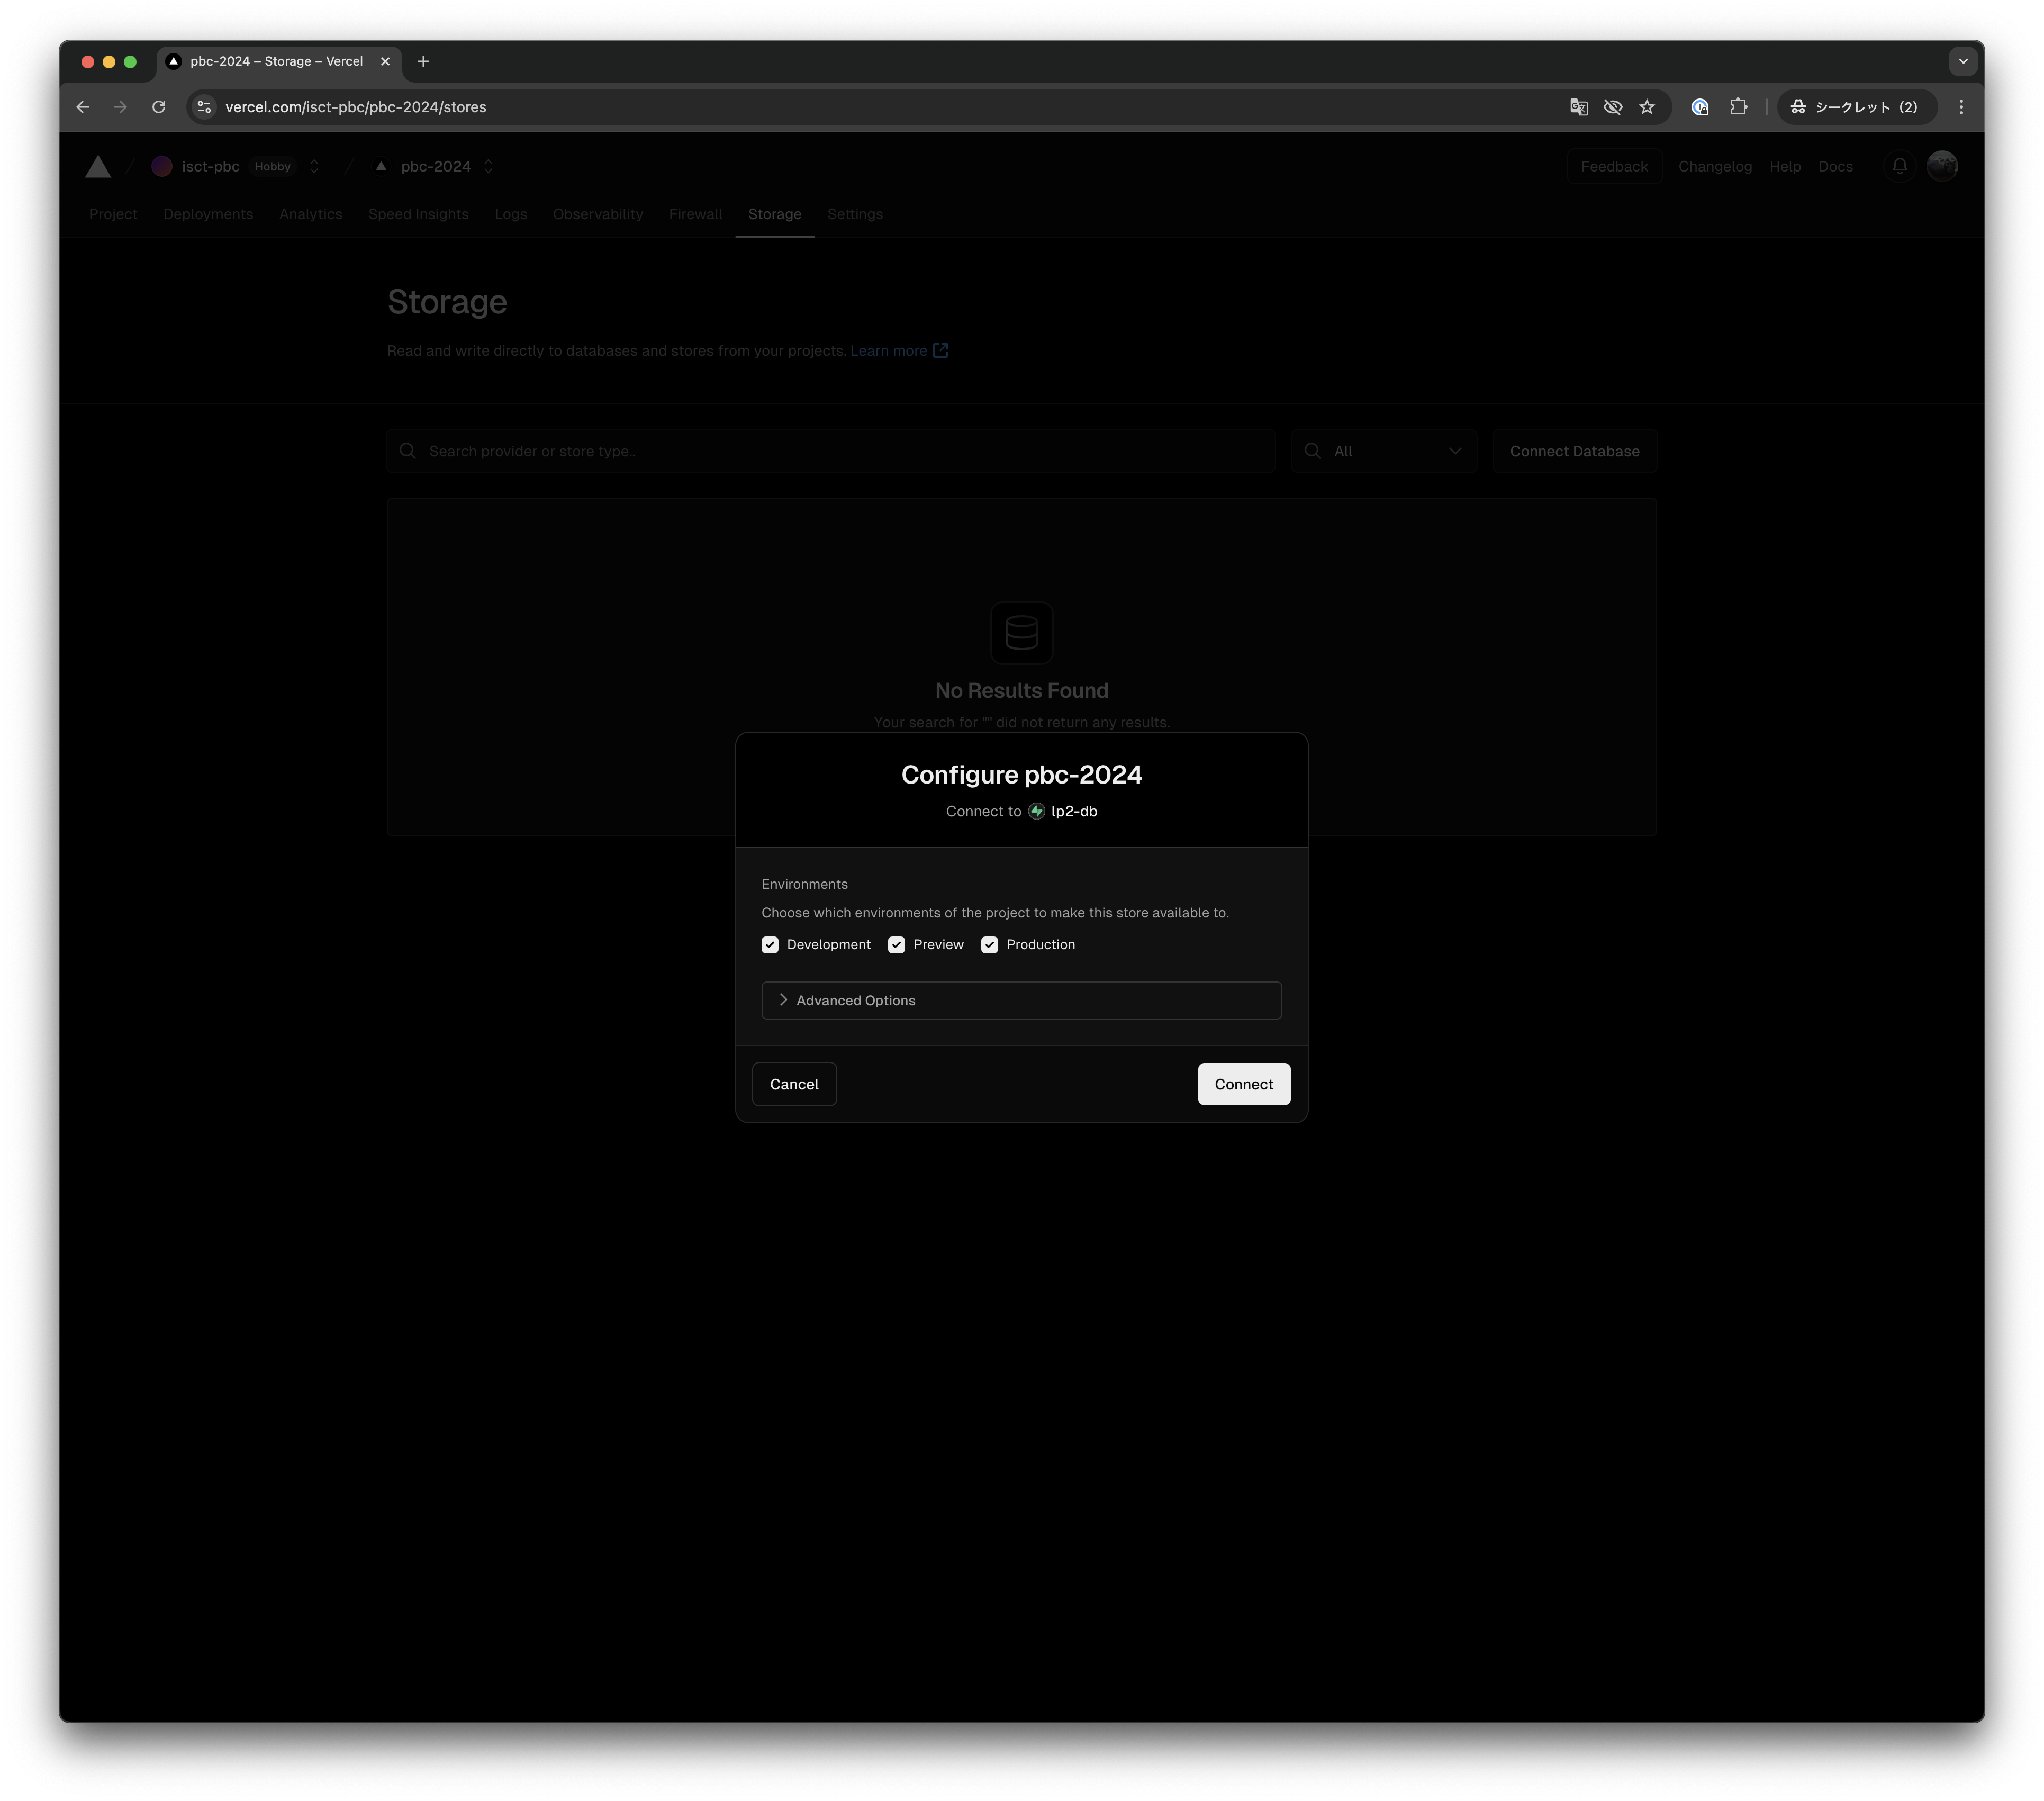 pbc-2024 – Storage – Vercel
vercel.com/isct-pbc/pbc-2024/stores
シークレット（2）
isct-pbc Hobby pbc-2024
Feedback Changelog Help Docs
Project Deployments Analytics Speed Insights Logs Observability Firewall Storage Settings
Storage
Read and write directly to databases and stores from your projects. Learn more
Search provider or store type..
All
Connect Database
No Results Found
Your search for "" did not return any results.
Configure pbc-2024
Connect to lp2-db
Environments
Choose which environments of the project to make this store available to.
Development Preview Production
Advanced Options
Cancel
Connect